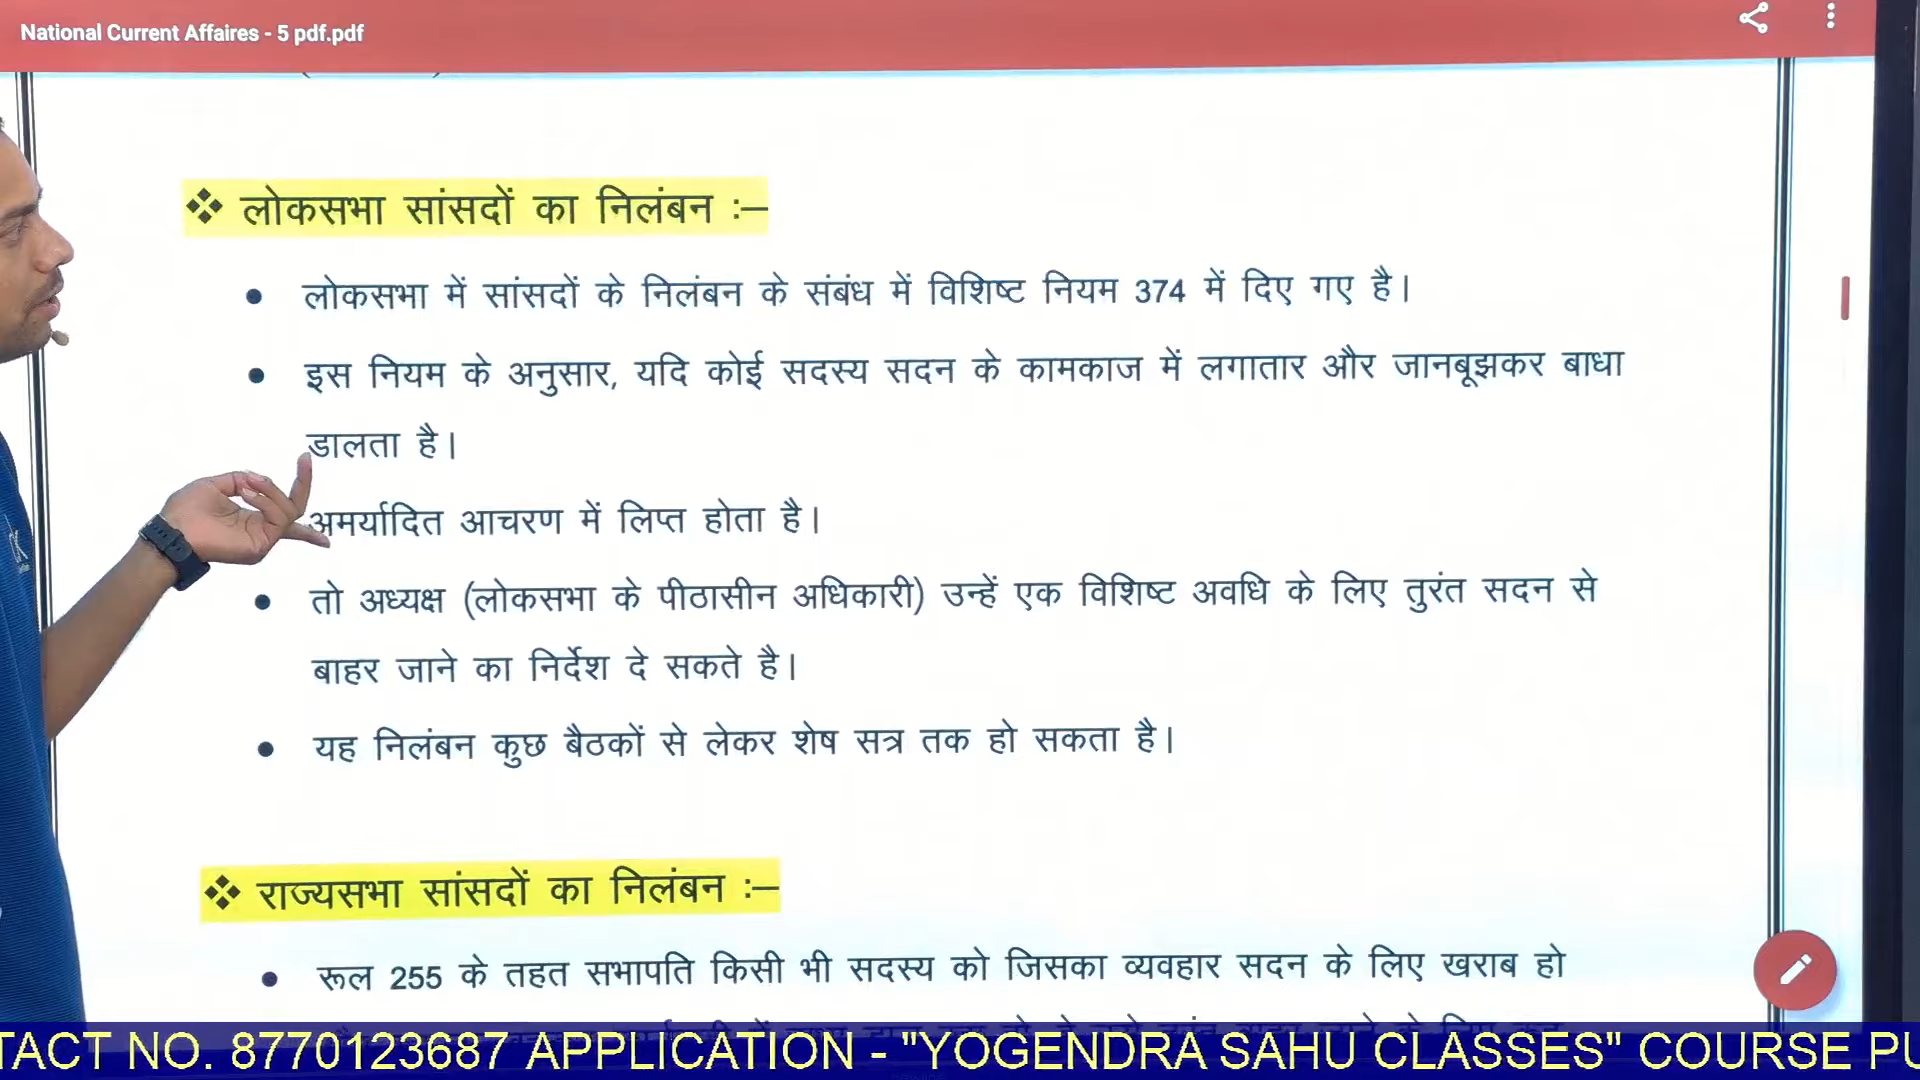 National Current Affaires - 5 pdf.pdf
❖ लोकसभा सांसदों का निलंबन :–
• लोकसभा में सांसदों के निलंबन के संबंध में विशिष्ट नियम 374 में दिए गए है।
• इस नियम के अनुसार, यदि कोई सदस्य सदन के कामकाज में लगातार और जानबूझकर बाधा
डालता है।
अमर्यादित आचरण में लिप्त होता है।
• तो अध्यक्ष (लोकसभा के पीठासीन अधिकारी) उन्हें एक विशिष्ट अवधि के लिए तुरंत सदन से
बाहर जाने का निर्देश दे सकते है।
• यह निलंबन कुछ बैठकों से लेकर शेष सत्र तक हो सकता है।
❖ राज्यसभा सांसदों का निलंबन :–
• रूल 255 के तहत सभापति किसी भी सदस्य को जिसका व्यवहार सदन के लिए खराब हो
TACT NO. 8770123687 APPLICATION - "YOGENDRA SAHU CLASSES" COURSE PU